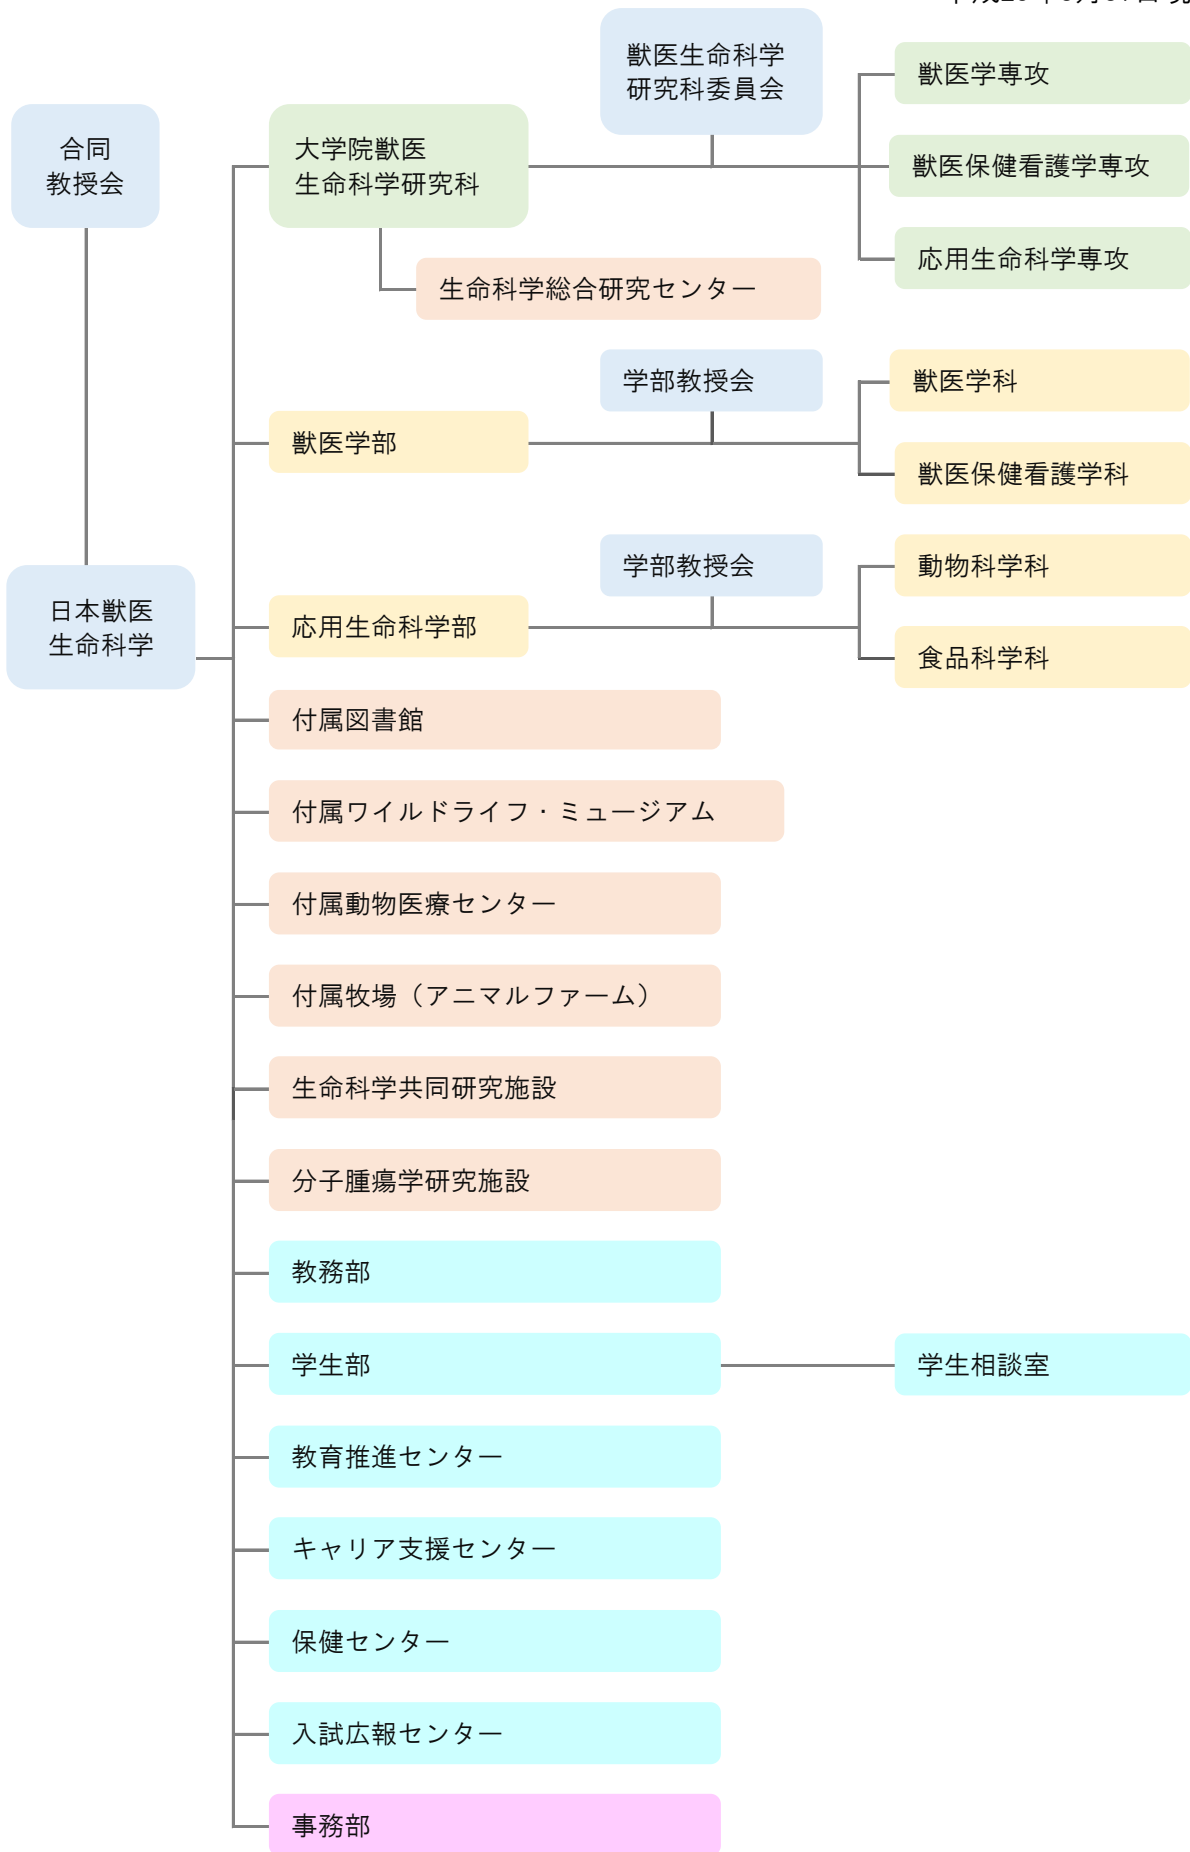 獣医生命科学
研究科委員会
獣医学専攻
合同
教授会
大学院獣医
生命科学研究科
獣医保健看護学専攻
応用生命科学専攻
生命科学総合研究センター
学部教授会
獣医学科
獣医学部
獣医保健看護学科
学部教授会
動物科学科
日本獣医
生命科学
応用生命科学部
食品科学科
付属図書館
付属ワイルドライフ・ミュージアム
付属動物医療センター
付属牧場（アニマルファーム）
生命科学共同研究施設
分子腫瘍学研究施設
教務部
学生部
学生相談室
教育推進センター
キャリア支援センター
保健センター
入試広報センター
事務部